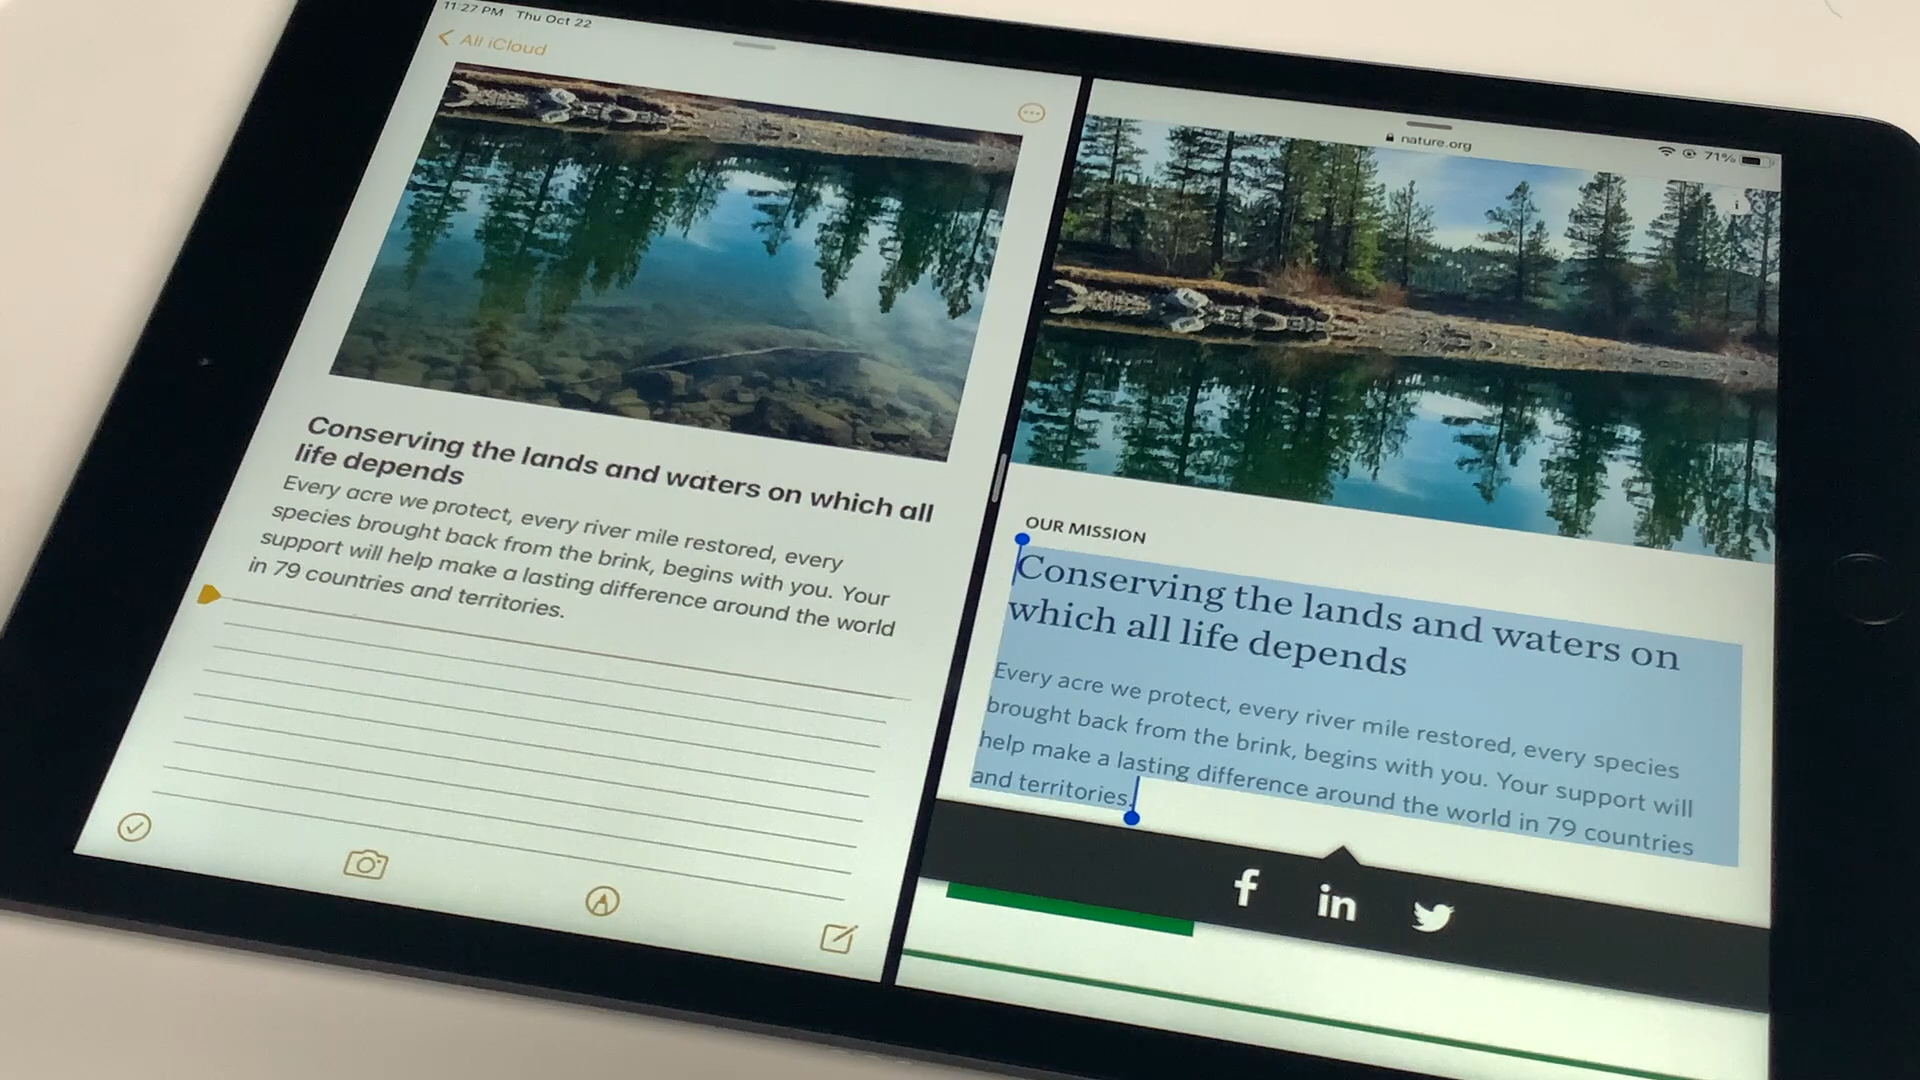 11:27 PM Thu Oct 22
All iCloud
Conserving the lands and waters on which all
life depends
Every acre we protect, every river mile restored, every
species brought back from the brink, begins with you. Your
support will help make a lasting difference around the world
in 79 countries and territories.
nature.org
71%
OUR MISSION
Conserving the lands and waters on
which all life depends
Every acre we protect, every river mile restored, every species
brought back from the brink, begins with you. Your support will
help make a lasting difference around the world in 79 countries
and territories.
f in